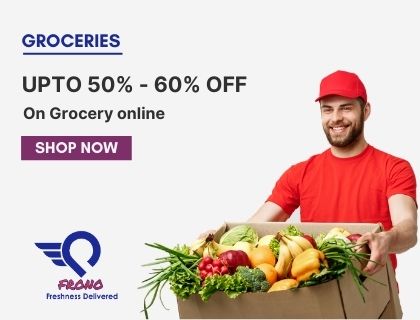 GROCERIES
UPTO 50% - 60% OFF
On Grocery online
SHOP NOW
FRONO
Freshness Delivered